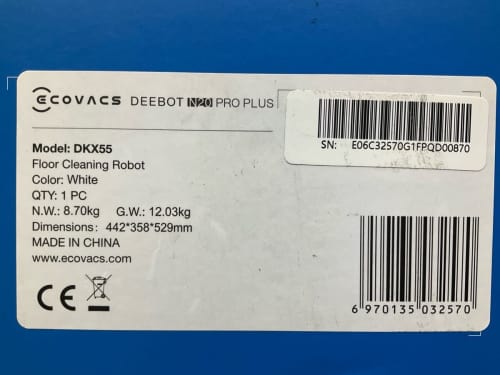 ECOVACS DEEBOT N20 PRO PLUS
SN: E06C32570G1FPQD00870
Model: DKX55
Floor Cleaning Robot
Color: White
QTY: 1 PC
N.W.: 8.70kg G.W.: 12.03kg
Dimensions: 442*358*529mm
MADE IN CHINA
www.ecovacs.com
CE
6 970135 032570